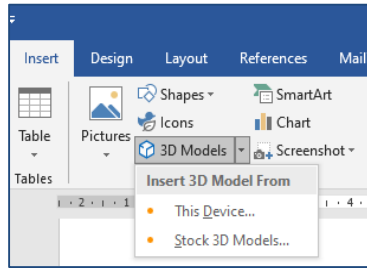 Insert Design Layout References Mail
Shapes SmartArt
Icons Chart
Table Pictures 3D Models Screenshot
Tables Insert 3D Model From
This Device...
Stock 3D Models...
2 1 4